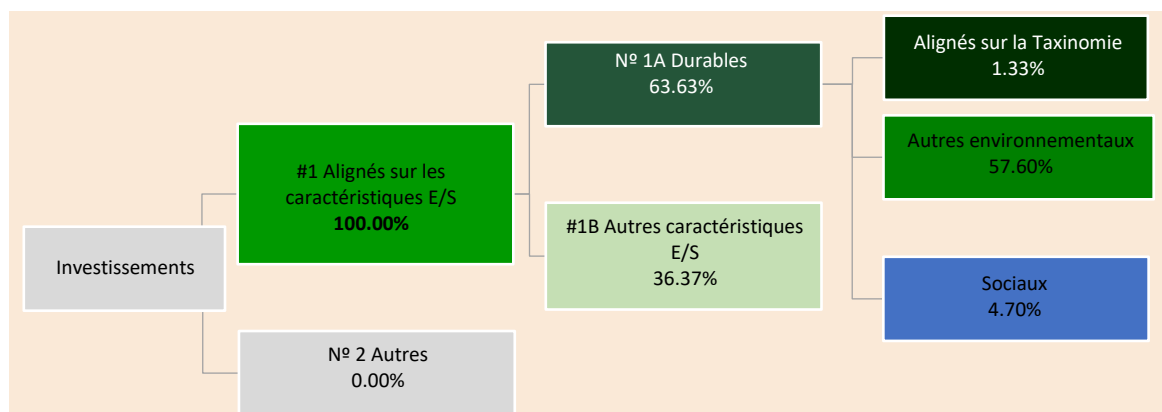 Investissements
#1 Alignés sur les
caractéristiques E/S
100.00%
Nº 2 Autres
0.00%
Nº 1A Durables
63.63%
#1B Autres caractéristiques
E/S
36.37%
Alignés sur la Taxinomie
1.33%
Autres environnementaux
57.60%
Sociaux
4.70%